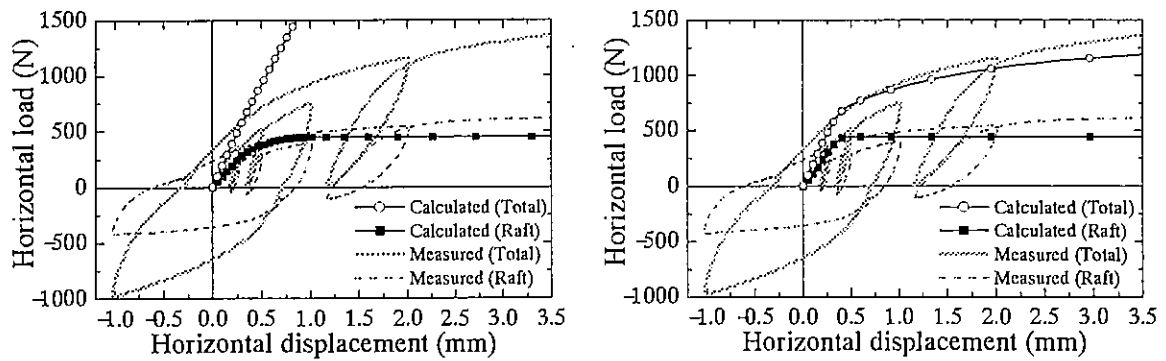 1500
1000
500
0
-500
-1000
Horizontal load (N)
-1.0 -0.5 0.0 0.5 1.0 1.5 2.0 2.5 3.0 3.5
Horizontal displacement (mm)
Calculated (Total)
Calculated (Raft)
Measured (Total)
Measured (Raft)
1500
1000
500
0
-500
-1000
Horizontal load (N)
-1.0 -0.5 0.0 0.5 1.0 1.5 2.0 2.5 3.0 3.5
Horizontal displacement (mm)
Calculated (Total)
Calculated (Raft)
Measured (Total)
Measured (Raft)